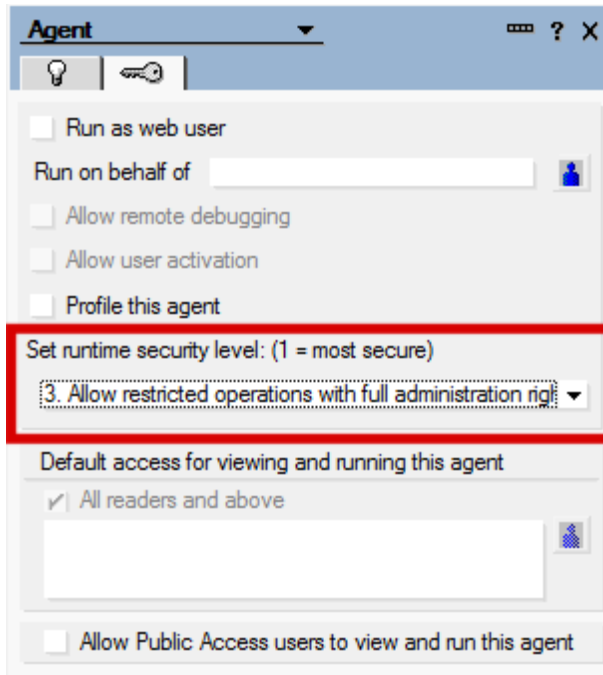 Agent
?
X
Run as web user
Run on behalf of
Allow remote debugging
Allow user activation
Profile this agent
Set runtime security level: (1 = most secure)
3. Allow restricted operations with full administration
Default access for viewing and running this agent
All readers and above
Allow Public Access users to view and run this agent